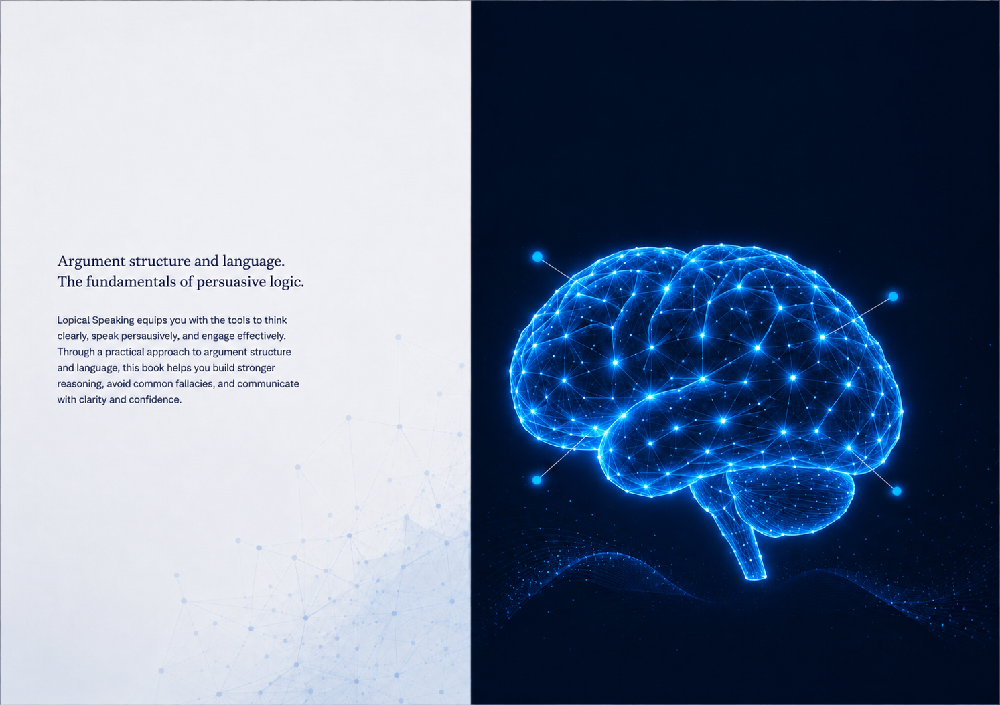 Argument structure and language.
The fundamentals of persuasive logic.
Lopical Speaking equips you with the tools to think
clearly, speak persausively, and engage effectively.
Through a practical approach to argument structure
and language, this book helps you build stronger
reasoning, avoid common fallacies, and communicate
with clarity and confidence.